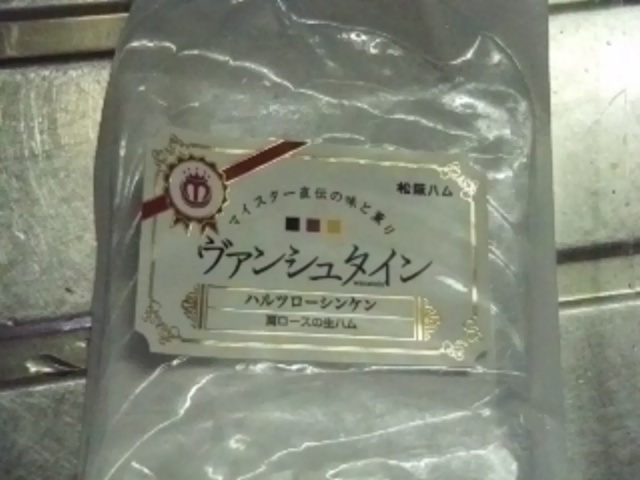 松阪ハム
マイスター直伝の味と薫り
ヴァンシュタイン
ハルツローシンケン
肩ロースの生ハム